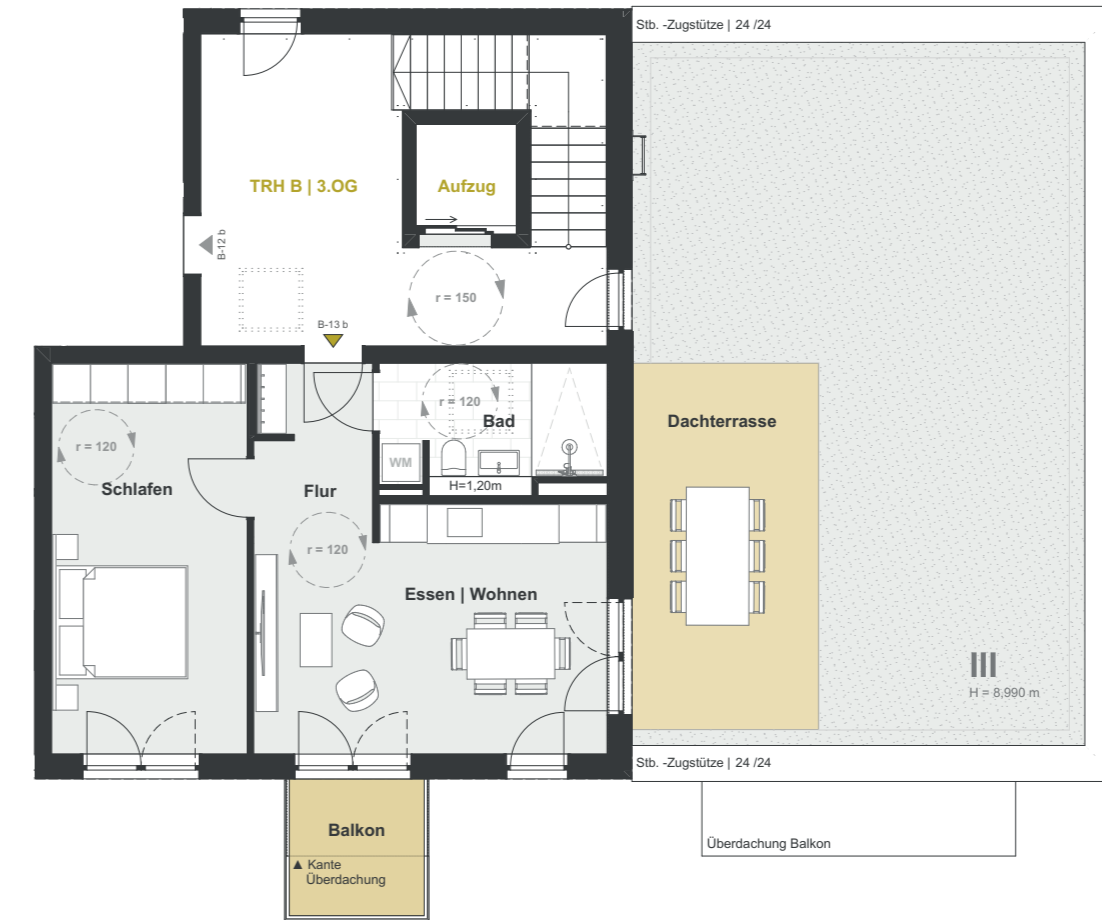 Stb. -Zugstütze | 24 /24
TRH B | 3.OG
Aufzug
B-12 b
r = 150
B-13 b
r = 120
Bad
Dachterrasse
r = 120
WM
Schlafen
Flur
H=1,20m
r = 120
Essen | Wohnen
III
H = 8,990 m
Stb. -Zugstütze | 24 /24
Balkon
Überdachung Balkon
▲ Kante
Überdachung